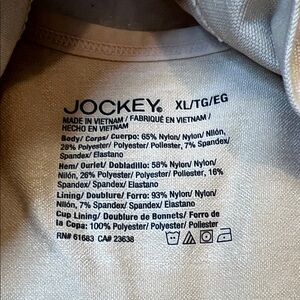 JOCKEY® XL/TG/EG
MADE IN VIETNAM / FABRIQUÉ EN VIETNAM /
HECHO EN VIETNAM
Body/ Corps/ Cuerpo: 65% Nylon/ Nylon/ Nilón,
28% Polyester/ Polyester/ Poliester, 7% Spandex/
Spandex/ Elastano
Hem/ Ourlet/ Dobladillo: 58% Nylon/ Nylon/
Nilón, 26% Polyester/ Polyester/ Poliester, 16%
Spandex/ Spandex/ Elastano
Lining/ Doublure/ Forro: 93% Nylon/ Nylon/
Nilón, 7% Spandex/ Spandex/ Elastano
Cup Lining/ Doublure de Bonnets/ Forro de
la Copa: 100% Polyester/ Polyester/ Poliester
RN# 61683 CA# 23638